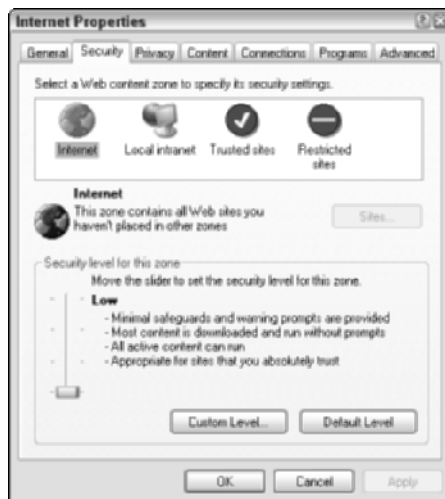 Internet Properties
General Security Privacy Content Connections Programs Advanced
Select a Web content zone to specify its security settings.
Internet Local intranet Trusted sites Restricted
sites
Internet
This zone contains all Web sites you
haven't placed in other zones
Sites...
Security level for this zone
Move the slider to set the security level for this zone.
Low
- Minimal safeguards and warning prompts are provided
- Most content is downloaded and run without prompts
- All active content can run
- Appropriate for sites that you absolutely trust
Custom Level... Default Level
OK Cancel Apply